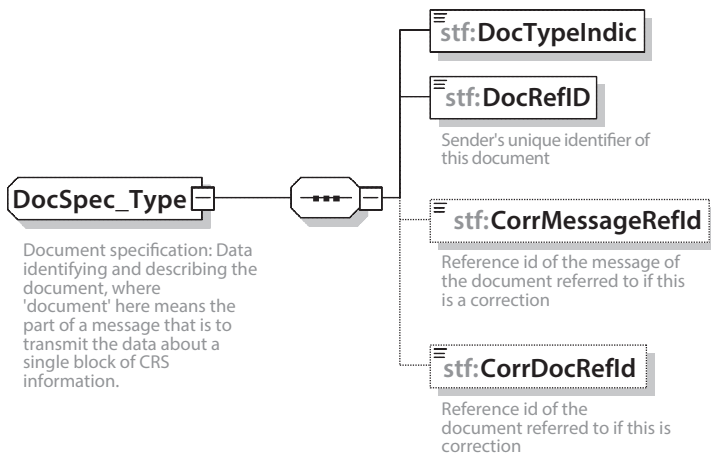 stf:DocTypeIndic
stf:DocRefID
Sender's unique identifier of
this document
DocSpec_Type
Document specification: Data
identifying and describing the
document, where
'document' here means the
part of a message that is to
transmit the data about a
single block of CRS
information.
stf:CorrMessageRefId
Reference id of the message of
the document referred to if this
is a correction
stf:CorrDocRefId
Reference id of the
document referred to if this is
correction